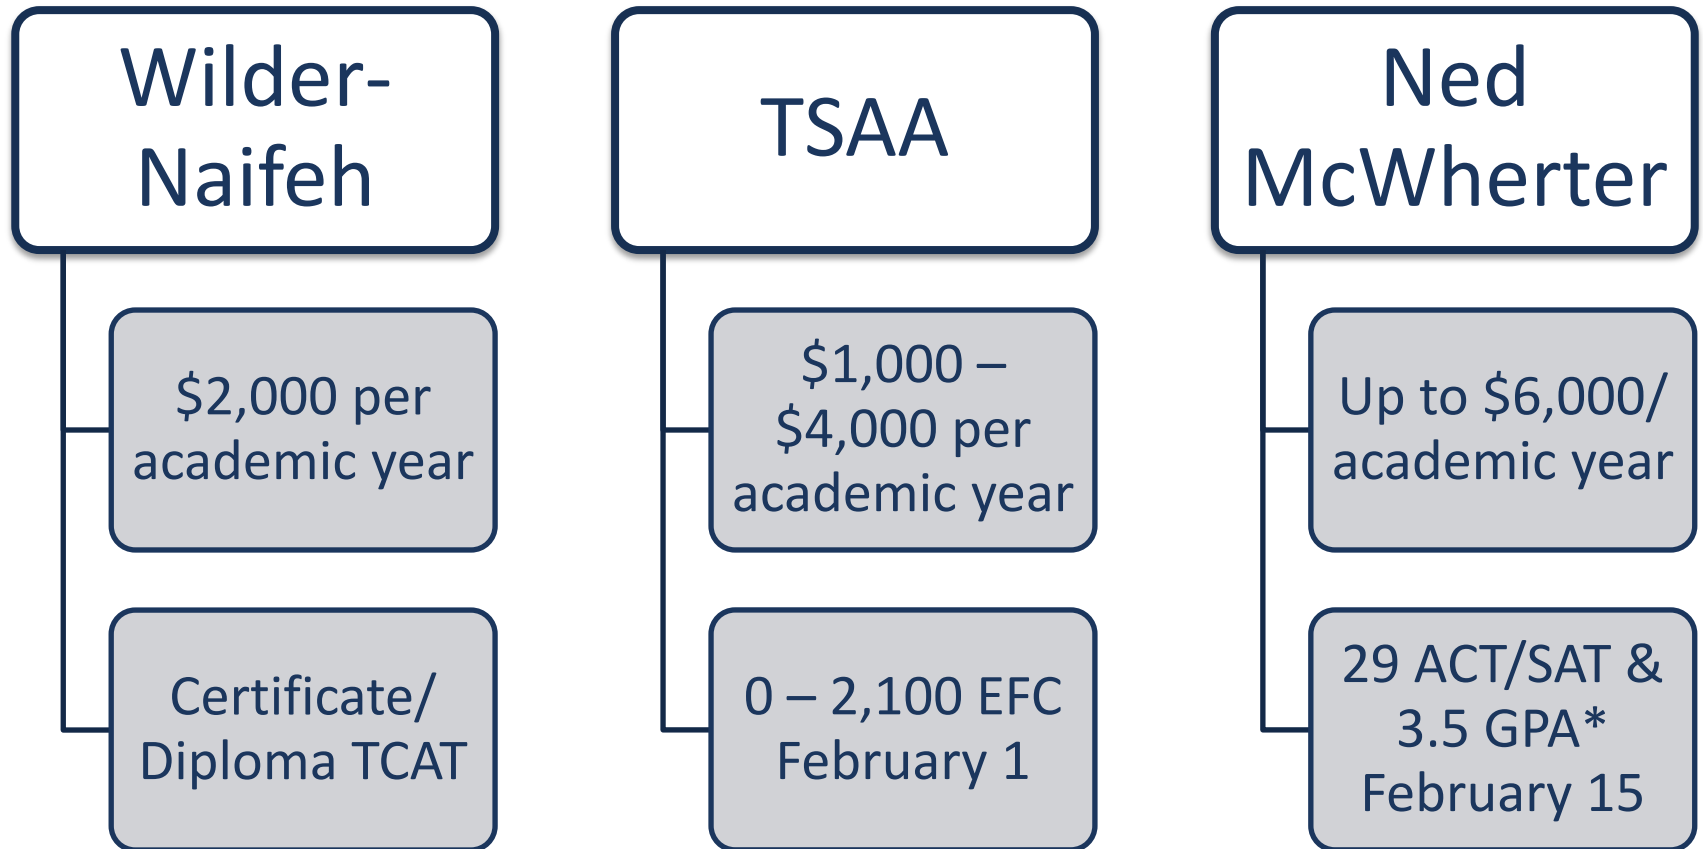 Wilder-
Naifeh
$2,000 per
academic year
Certificate/
Diploma TCAT
TSAA
$1,000 –
$4,000 per
academic year
0 – 2,100 EFC
February 1
Ned
McWherter
Up to $6,000/
academic year
29 ACT/SAT &
3.5 GPA*
February 15